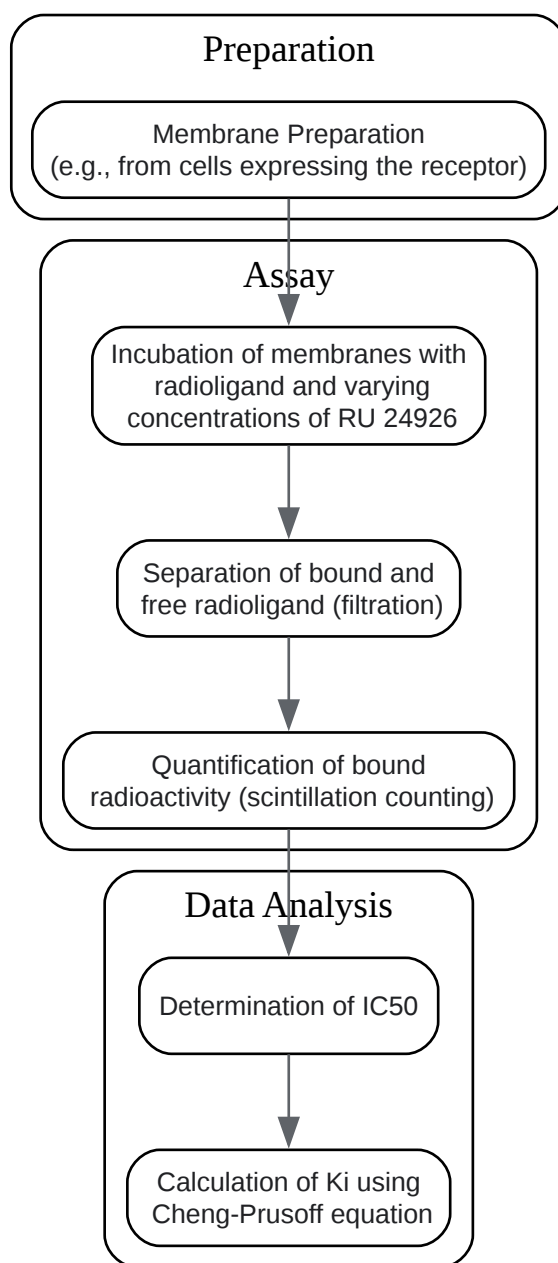 Preparation
Membrane Preparation
(e.g., from cells expressing the receptor)
Assay
Incubation of membranes with
radioligand and varying
concentrations of RU 24926
Separation of bound and
free radioligand (filtration)
Quantification of bound
radioactivity (scintillation counting)
Data Analysis
Determination of IC50
Calculation of Ki using
Cheng-Prusoff equation